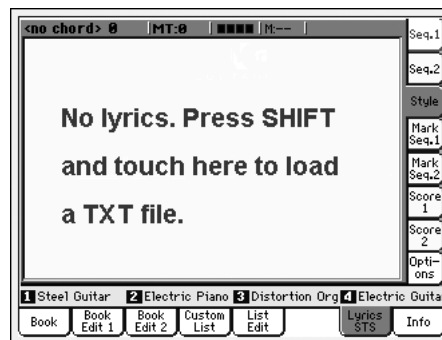 <no chord> 0 |MT:0 | M:-- |
Seq.1
Seq.2
Style
Mark
Seq.1
Mark
Seq.2
Score
1
Score
2
Opti-
ons
No lyrics. Press SHIFT
and touch here to load
a TXT file.
1 Steel Guitar 2 Electric Piano 3 Distortion Org 4 Electric Guita
Book
Book
Edit 1
Book
Edit 2
Custom
List
List
Edit
Lyrics
STS
Info